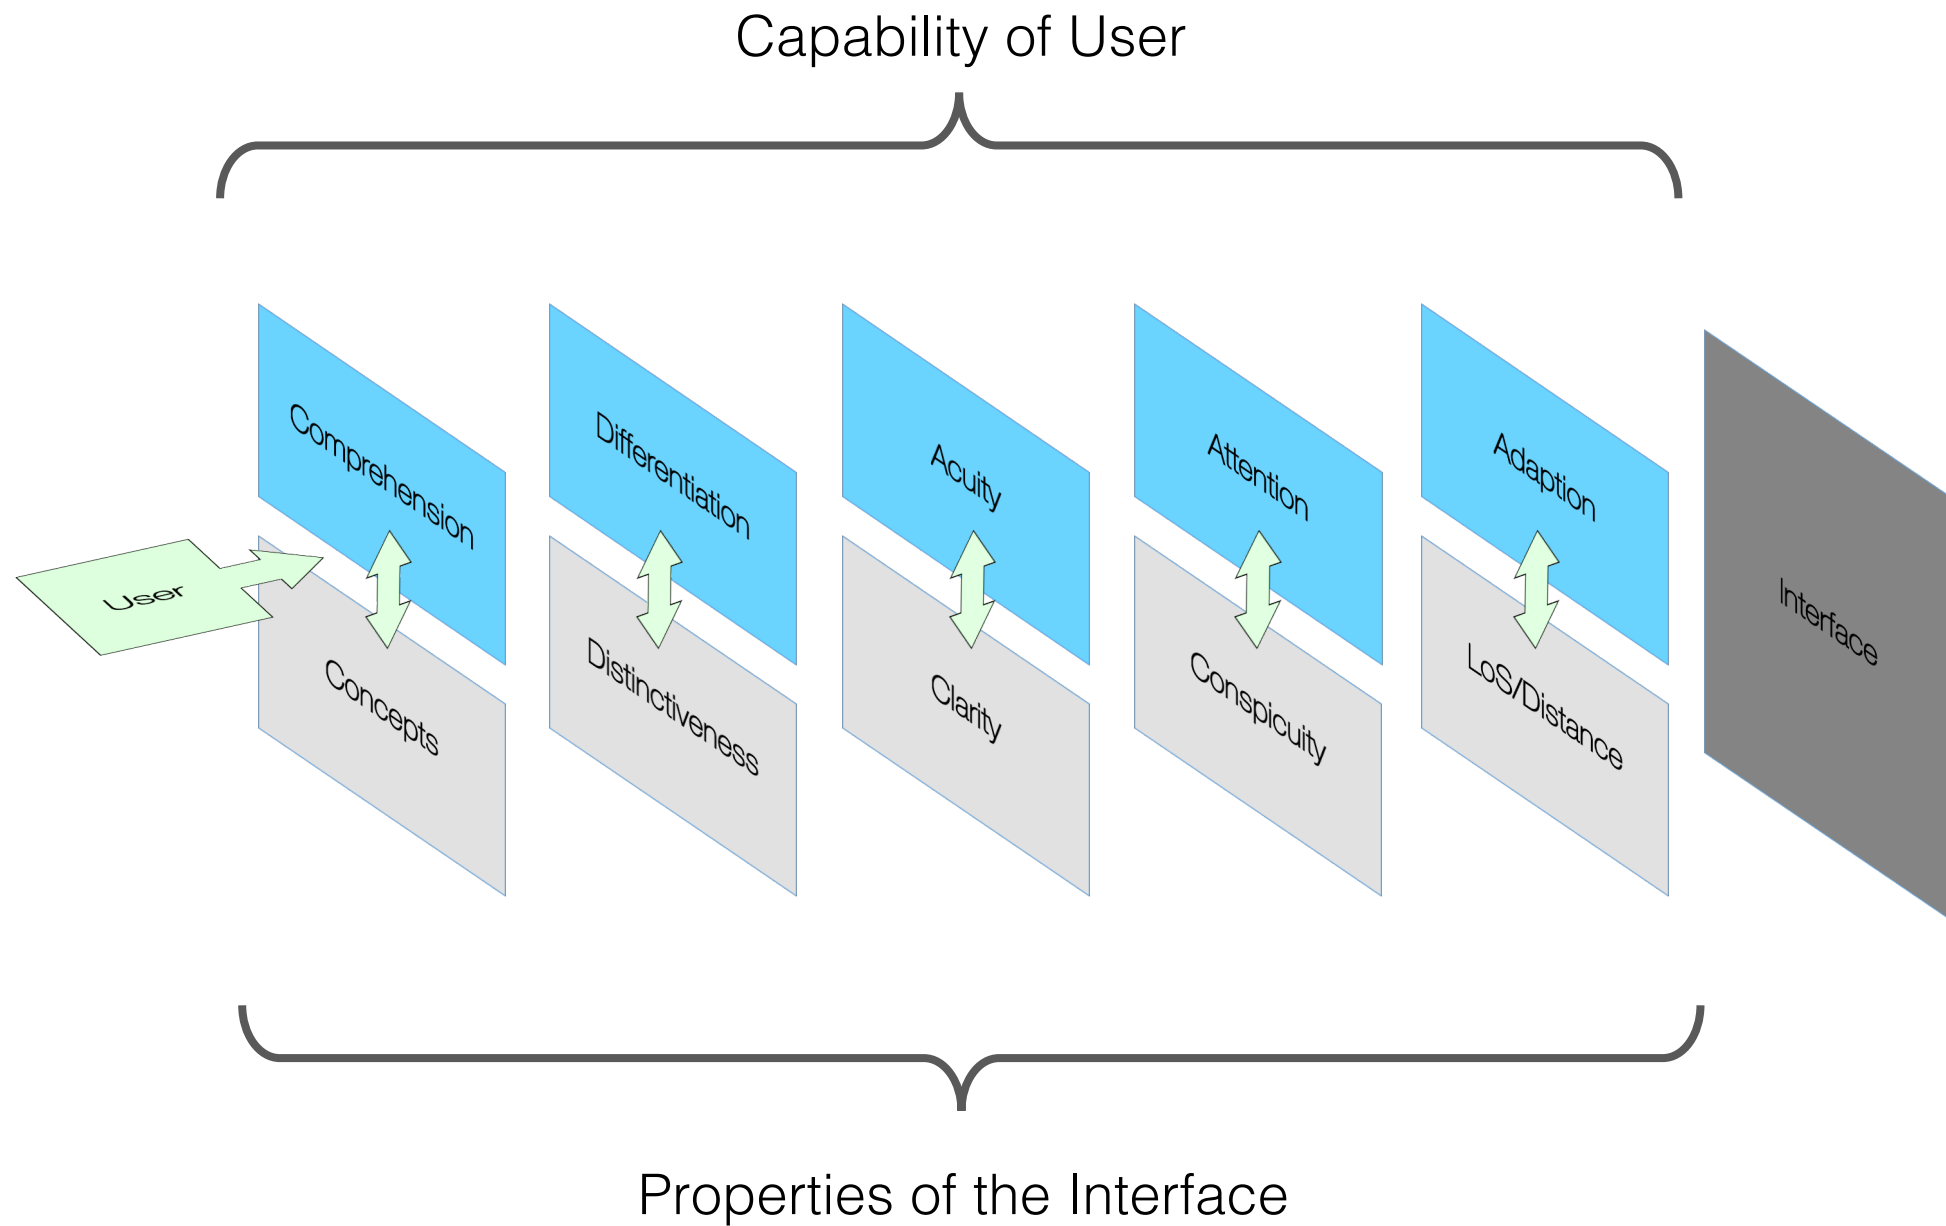 Capability of User
Comprehension
Differentiation
Acuity
Attention
Adaption
Interface
User
Concepts
Distinctiveness
Clarity
Conspicuity
LoS/Distance
Properties of the Interface